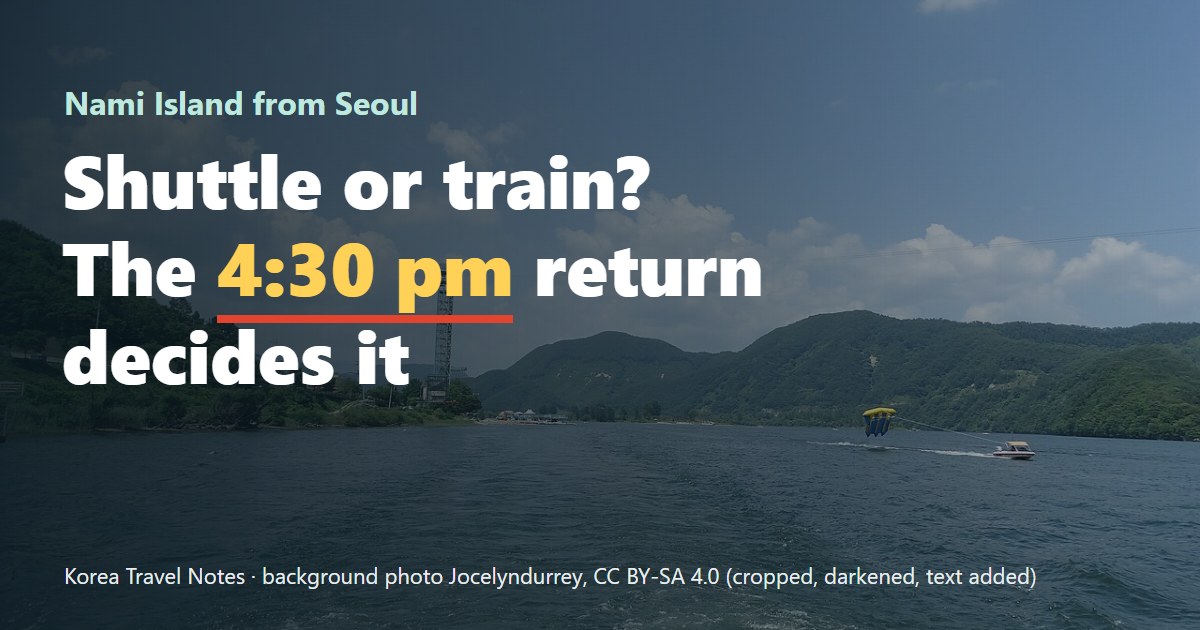 Nami Island from Seoul
Shuttle or train?
The 4:30 pm return
decides it
Korea Travel Notes · background photo Jocelyndurrey, CC BY-SA 4.0 (cropped, darkened, text added)